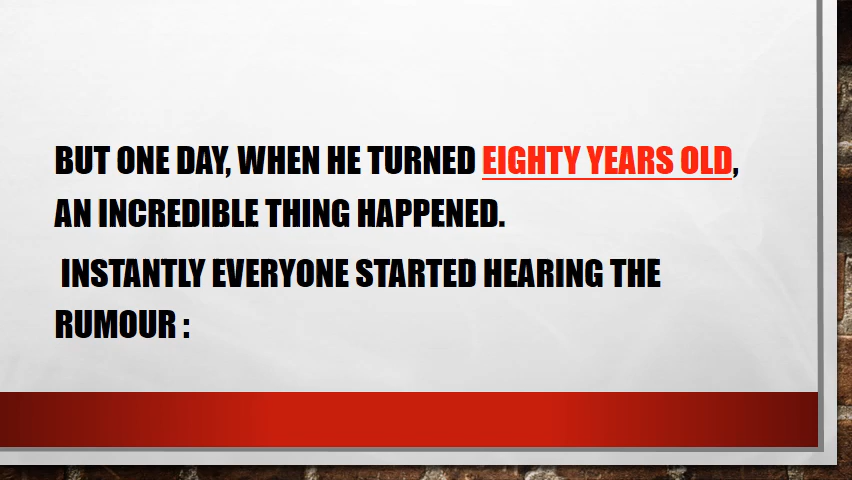 BUT ONE DAY, WHEN HE TURNED EIGHTY YEARS OLD,
AN INCREDIBLE THING HAPPENED.
INSTANTLY EVERYONE STARTED HEARING THE
RUMOUR :